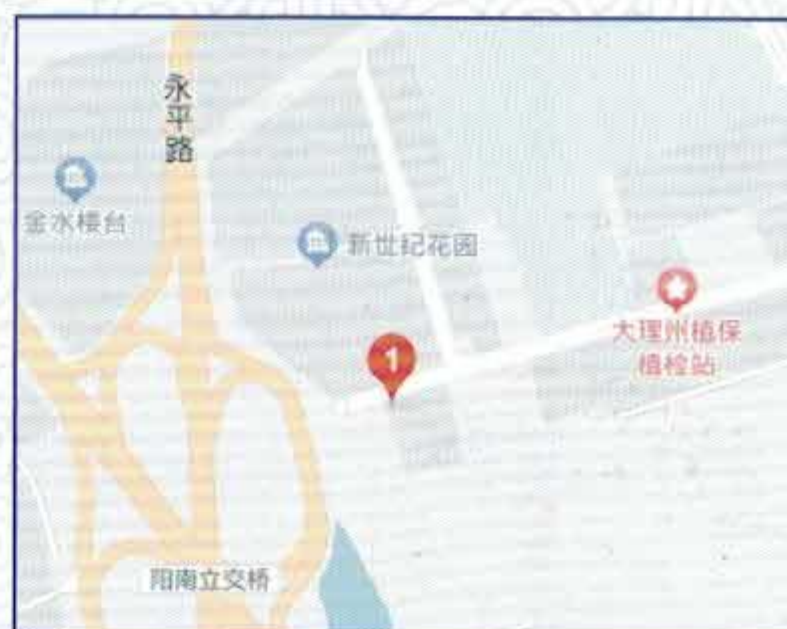 永平路
金水楼台
新世纪花园
1
大理州植保
植检站
阳南立交桥